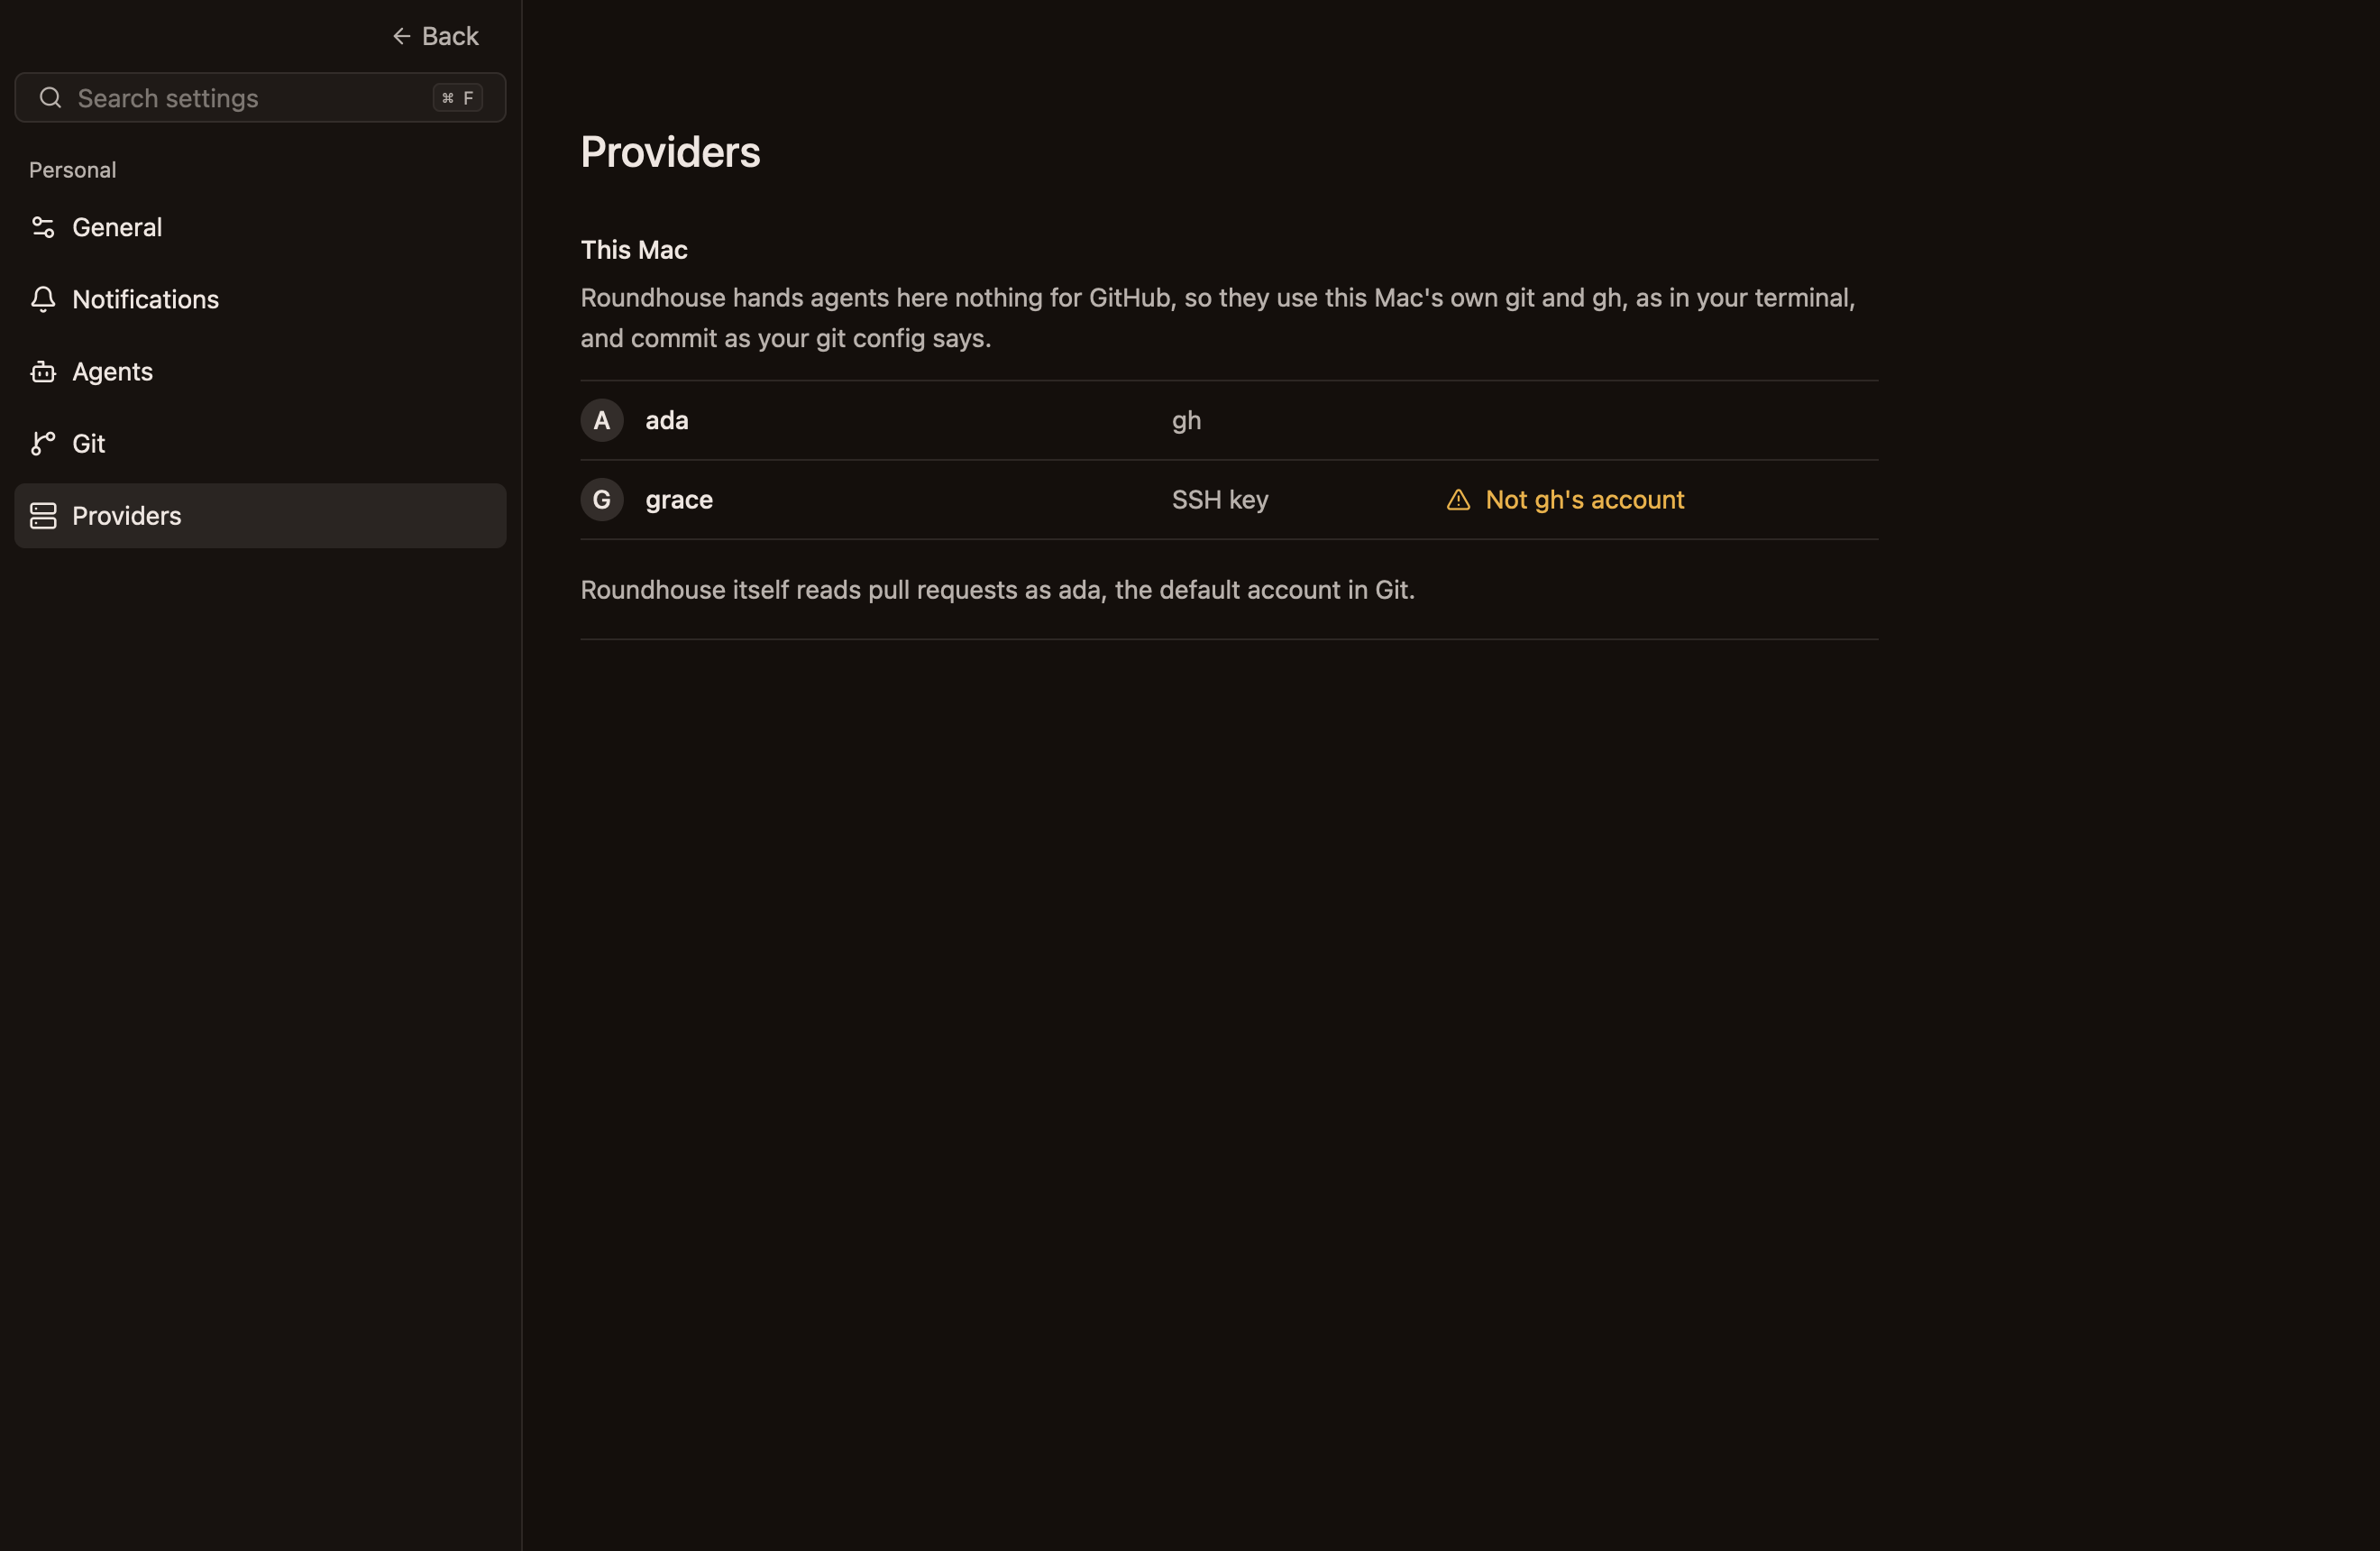 Back
Search settings
⌘ F
Personal
General
Notifications
Agents
Git
Providers
Providers
This Mac
Roundhouse hands agents here nothing for GitHub, so they use this Mac's own git and gh, as in your terminal,
and commit as your git config says.
A ada gh
G grace SSH key Not gh's account
Roundhouse itself reads pull requests as ada, the default account in Git.